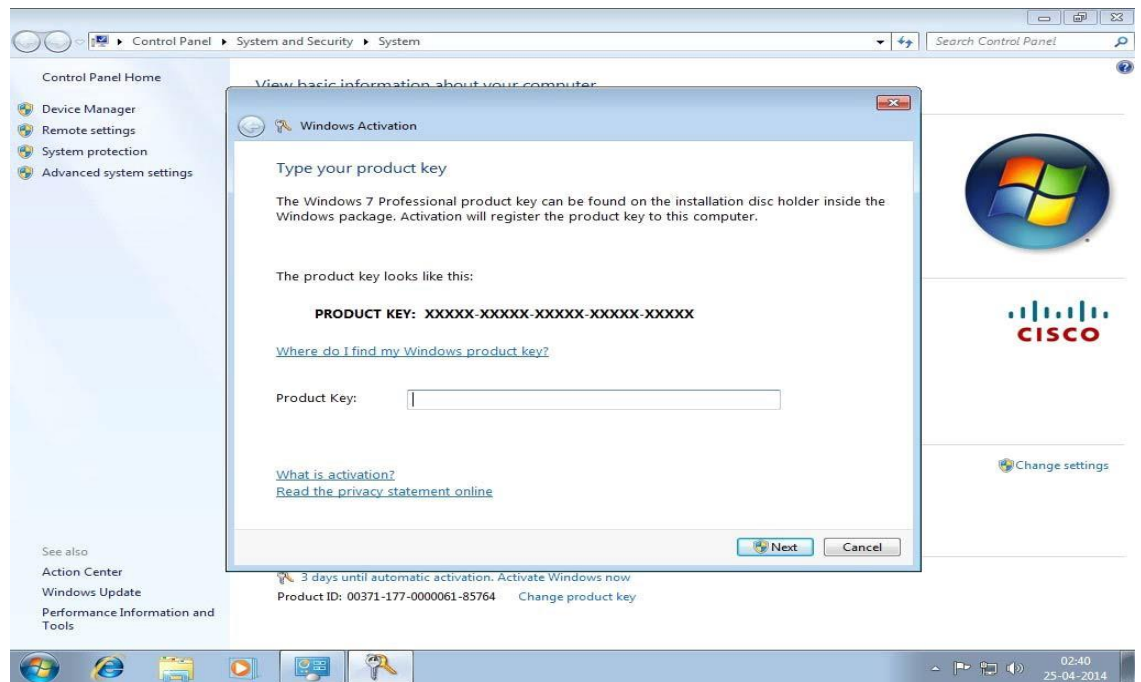 Control Panel ▸ System and Security ▸ System
Search Control Panel
Control Panel Home
View basic information about your computer
Device Manager
Remote settings
System protection
Advanced system settings
Windows Activation
Type your product key
The Windows 7 Professional product key can be found on the installation disc holder inside the
Windows package. Activation will register the product key to this computer.
The product key looks like this:
PRODUCT KEY: XXXXX-XXXXX-XXXXX-XXXXX-XXXXX
Where do I find my Windows product key?
Product Key:
What is activation?
Read the privacy statement online
Next
Cancel
CISCO
Change settings
See also
Action Center
Windows Update
Performance Information and
Tools
3 days until automatic activation. Activate Windows now
Product ID: 00371-177-0000061-85764 Change product key
02:40
25-04-2014